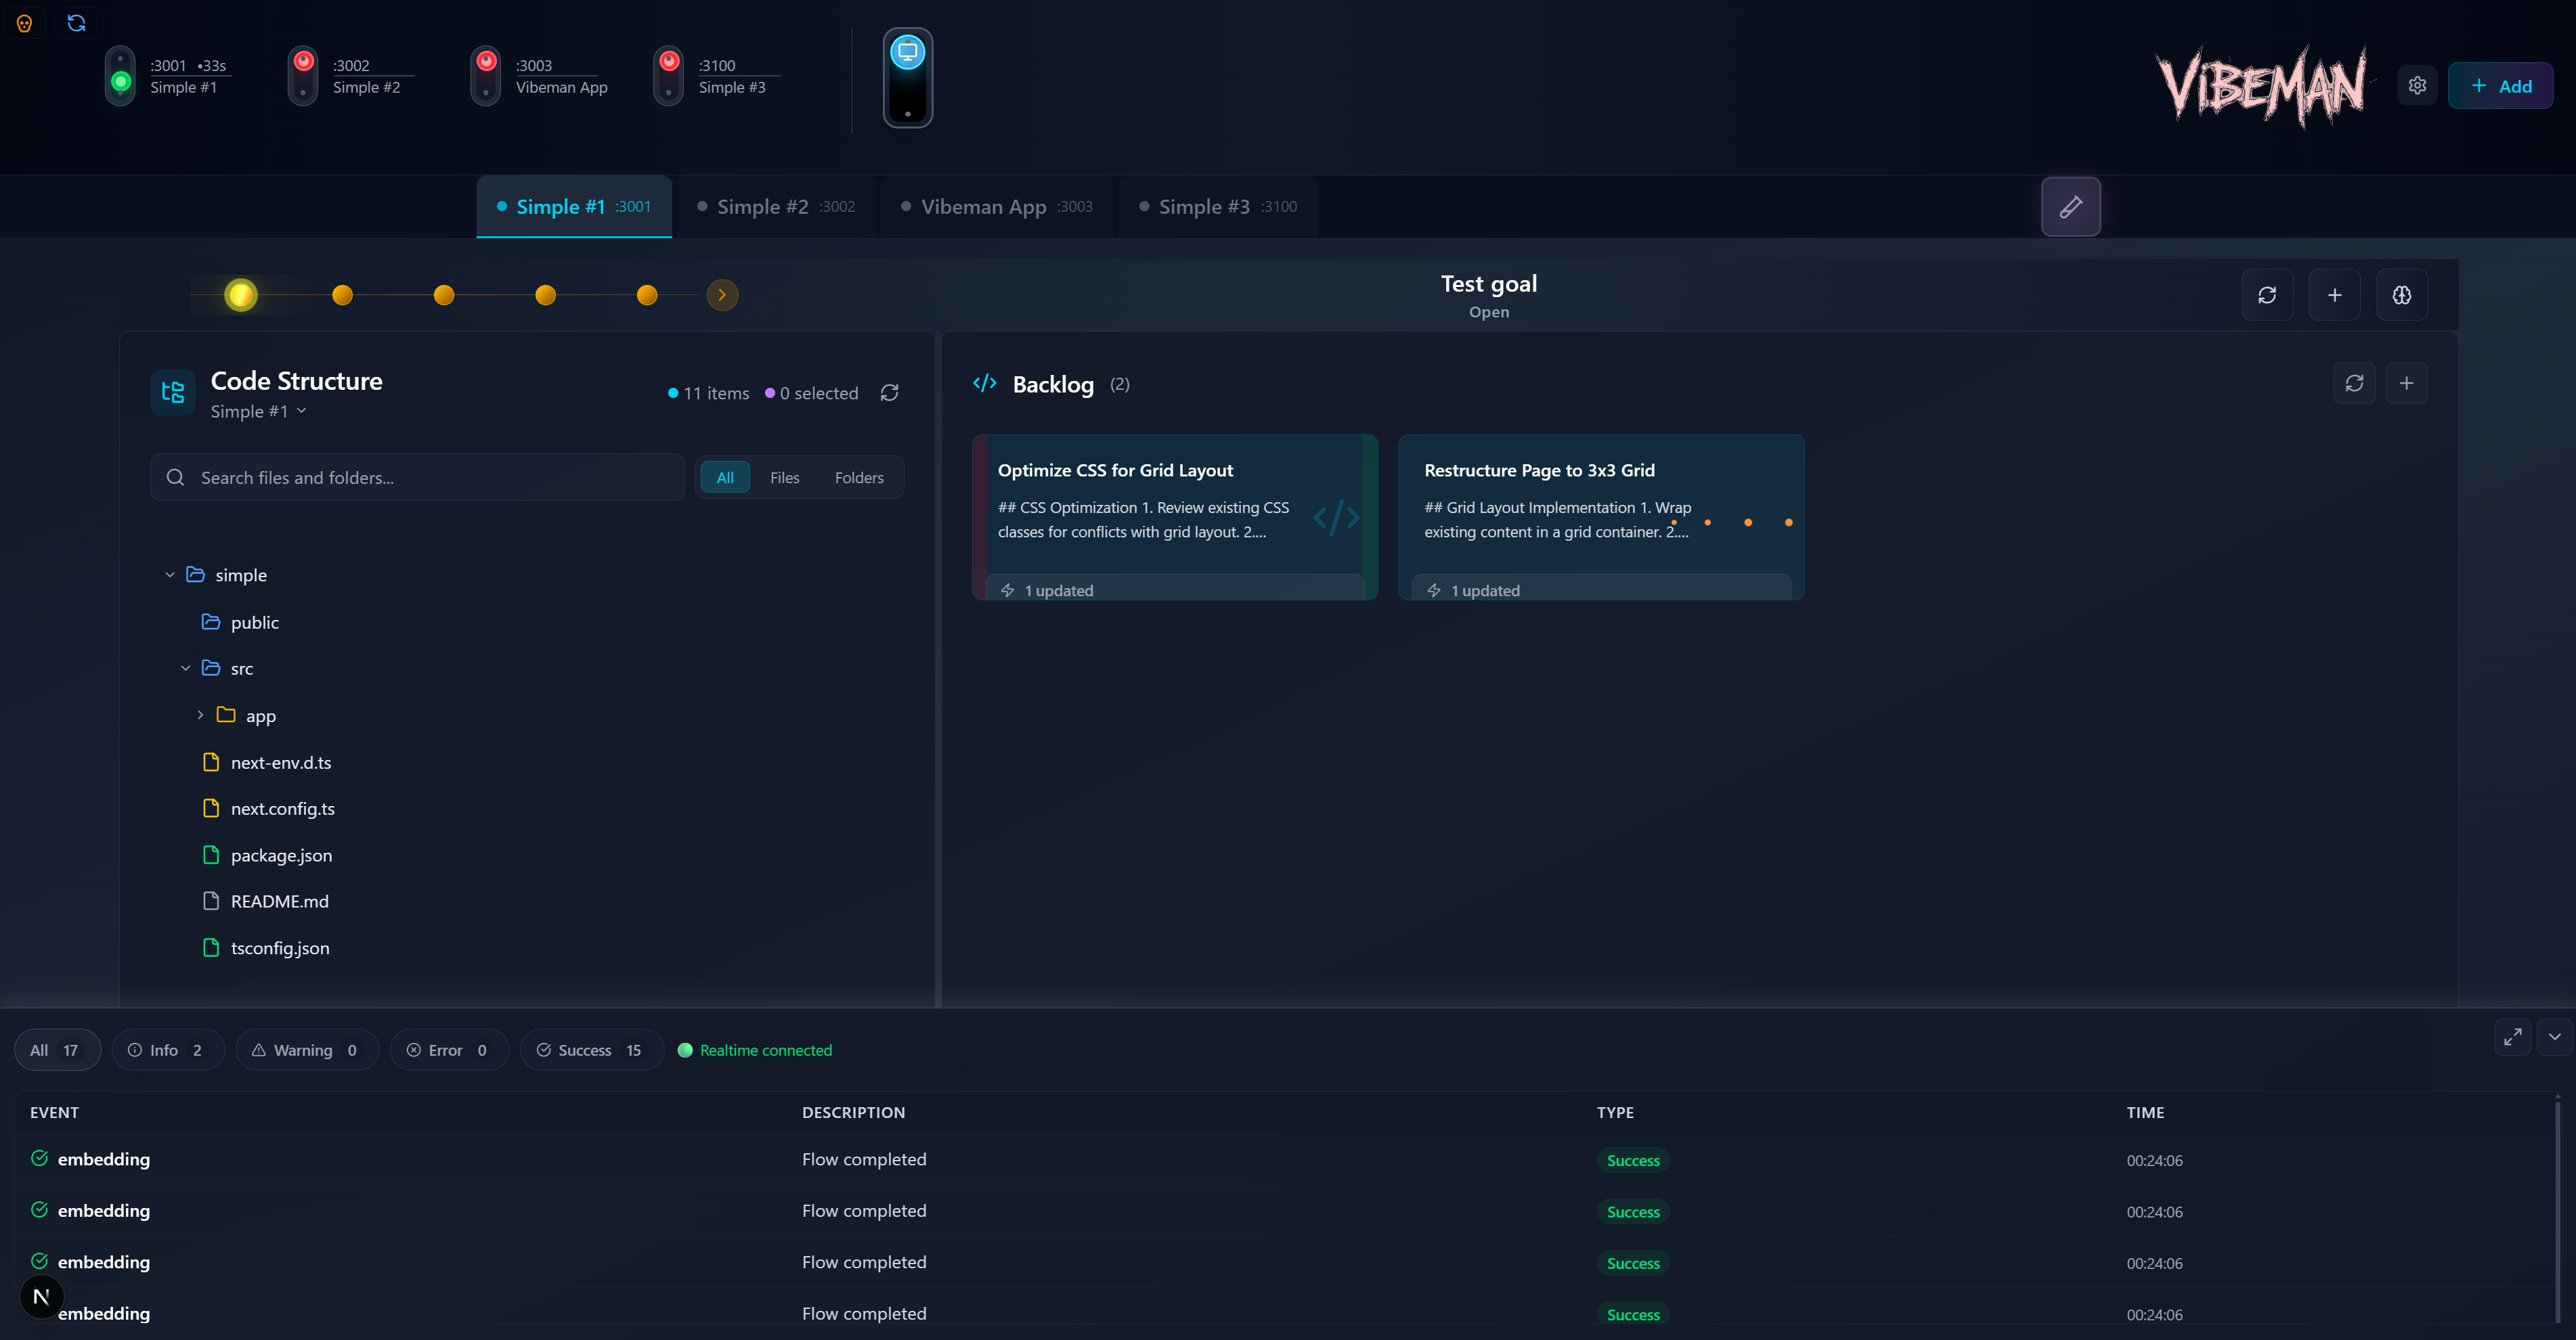 :3001 •33s
Simple #1
:3002
Simple #2
:3003
Vibeman App
:3100
Simple #3
VIBEMAN
+ Add
Simple #1 :3001
Simple #2 :3002
Vibeman App :3003
Simple #3 :3100
Test goal
Open
Code Structure
Simple #1
11 items
0 selected
Search files and folders...
All
Files
Folders
simple
public
src
app
next-env.d.ts
next.config.ts
package.json
README.md
tsconfig.json
</> Backlog (2)
Optimize CSS for Grid Layout
## CSS Optimization 1. Review existing CSS
classes for conflicts with grid layout. 2....
1 updated
Restructure Page to 3x3 Grid
## Grid Layout Implementation 1. Wrap
existing content in a grid container. 2....
1 updated
All 17
Info 2
Warning 0
Error 0
Success 15
Realtime connected
EVENT DESCRIPTION TYPE TIME
embedding Flow completed Success 00:24:06
embedding Flow completed Success 00:24:06
embedding Flow completed Success 00:24:06
embedding Flow completed Success 00:24:06
N